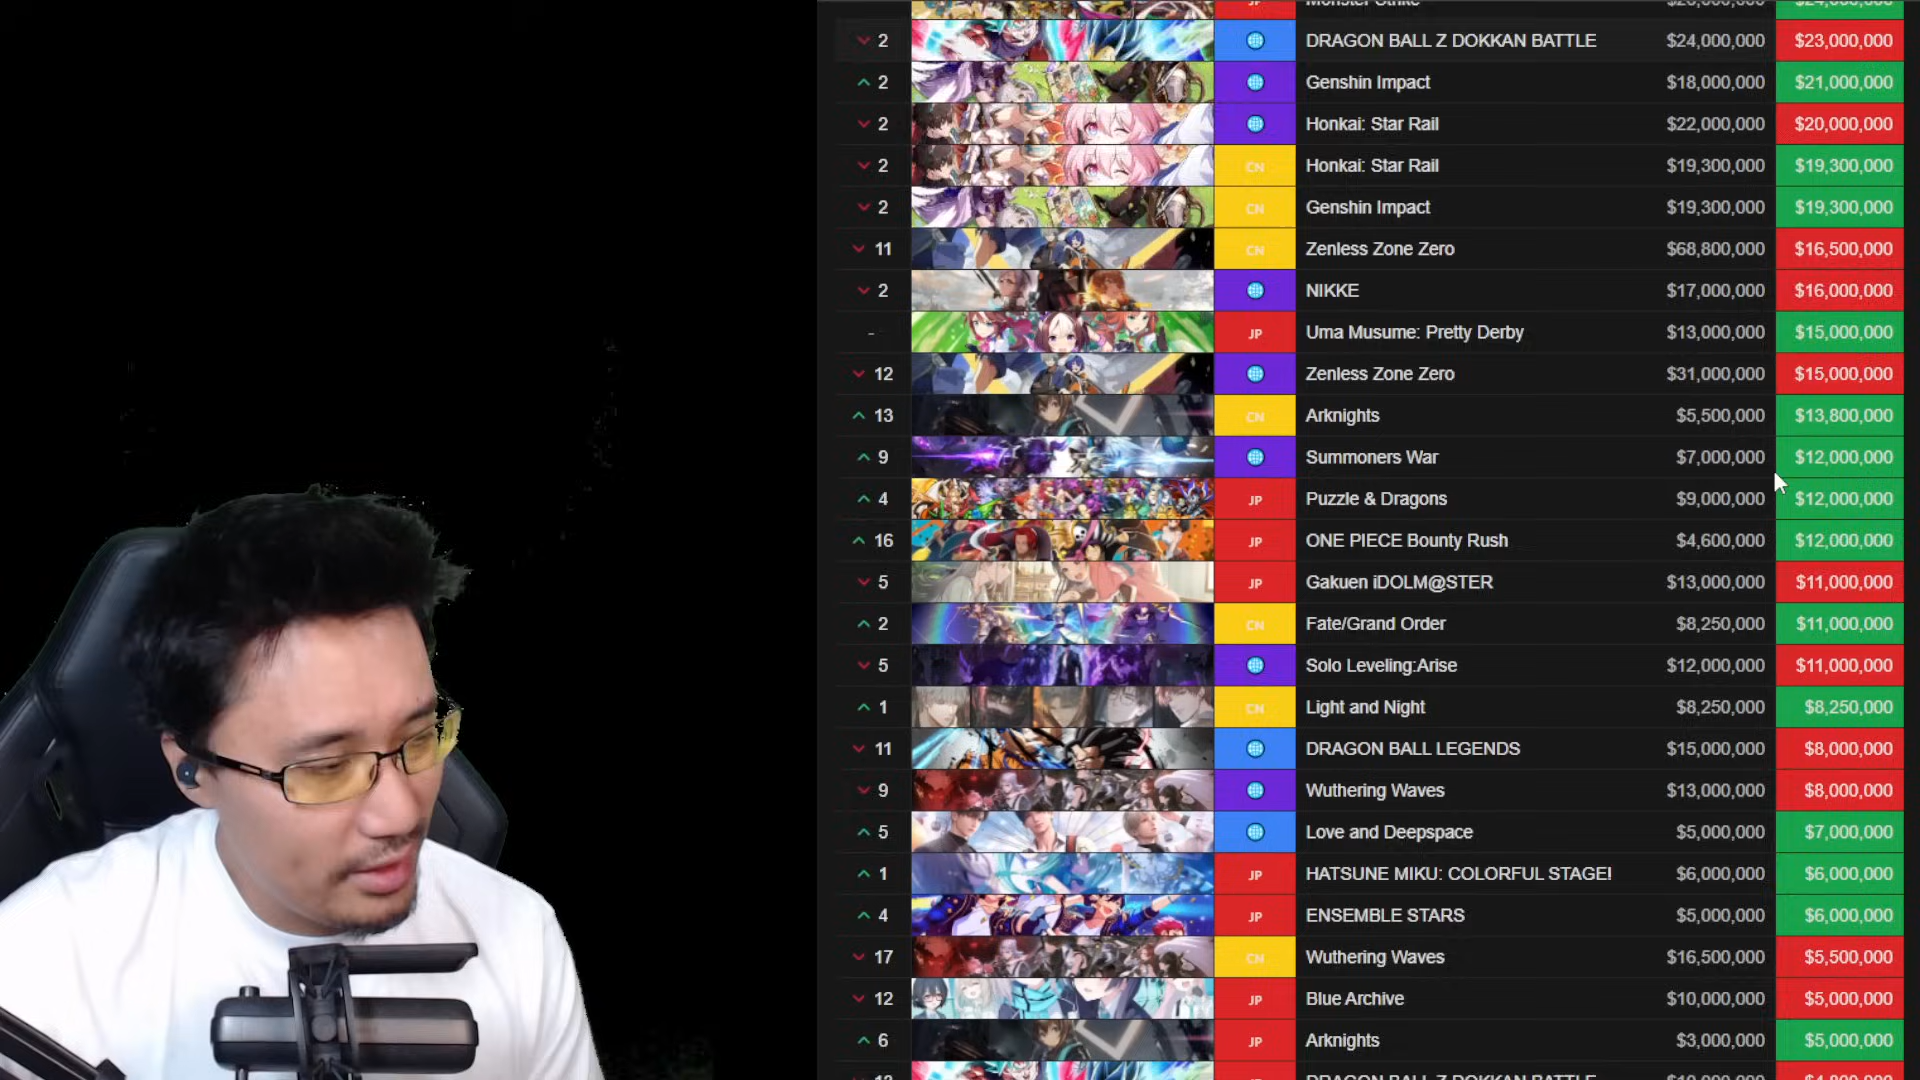 JP Monster Strike
2 DRAGON BALL Z DOKKAN BATTLE $24,000,000 $23,000,000
2 Genshin Impact $18,000,000 $21,000,000
2 Honkai: Star Rail $22,000,000 $20,000,000
2 CN Honkai: Star Rail $19,300,000 $19,300,000
2 CN Genshin Impact $19,300,000 $19,300,000
11 CN Zenless Zone Zero $68,800,000 $16,500,000
2 NIKKE $17,000,000 $16,000,000
- JP Uma Musume: Pretty Derby $13,000,000 $15,000,000
12 Zenless Zone Zero $31,000,000 $15,000,000
13 CN Arknights $5,500,000 $13,800,000
9 Summoners War $7,000,000 $12,000,000
4 JP Puzzle & Dragons $9,000,000 $12,000,000
16 JP ONE PIECE Bounty Rush $4,600,000 $12,000,000
5 JP Gakuen iDOLM@STER $13,000,000 $11,000,000
2 CN Fate/Grand Order $8,250,000 $11,000,000
5 Solo Leveling:Arise $12,000,000 $11,000,000
1 CN Light and Night $8,250,000 $8,250,000
11 DRAGON BALL LEGENDS $15,000,000 $8,000,000
9 Wuthering Waves $13,000,000 $8,000,000
5 Love and Deepspace $5,000,000 $7,000,000
1 JP HATSUNE MIKU: COLORFUL STAGE! $6,000,000 $6,000,000
4 JP ENSEMBLE STARS $5,000,000 $6,000,000
17 CN Wuthering Waves $16,500,000 $5,500,000
12 JP Blue Archive $10,000,000 $5,000,000
6 JP Arknights $3,000,000 $5,000,000
DRAGON BALL Z DOKKAN BATTLE